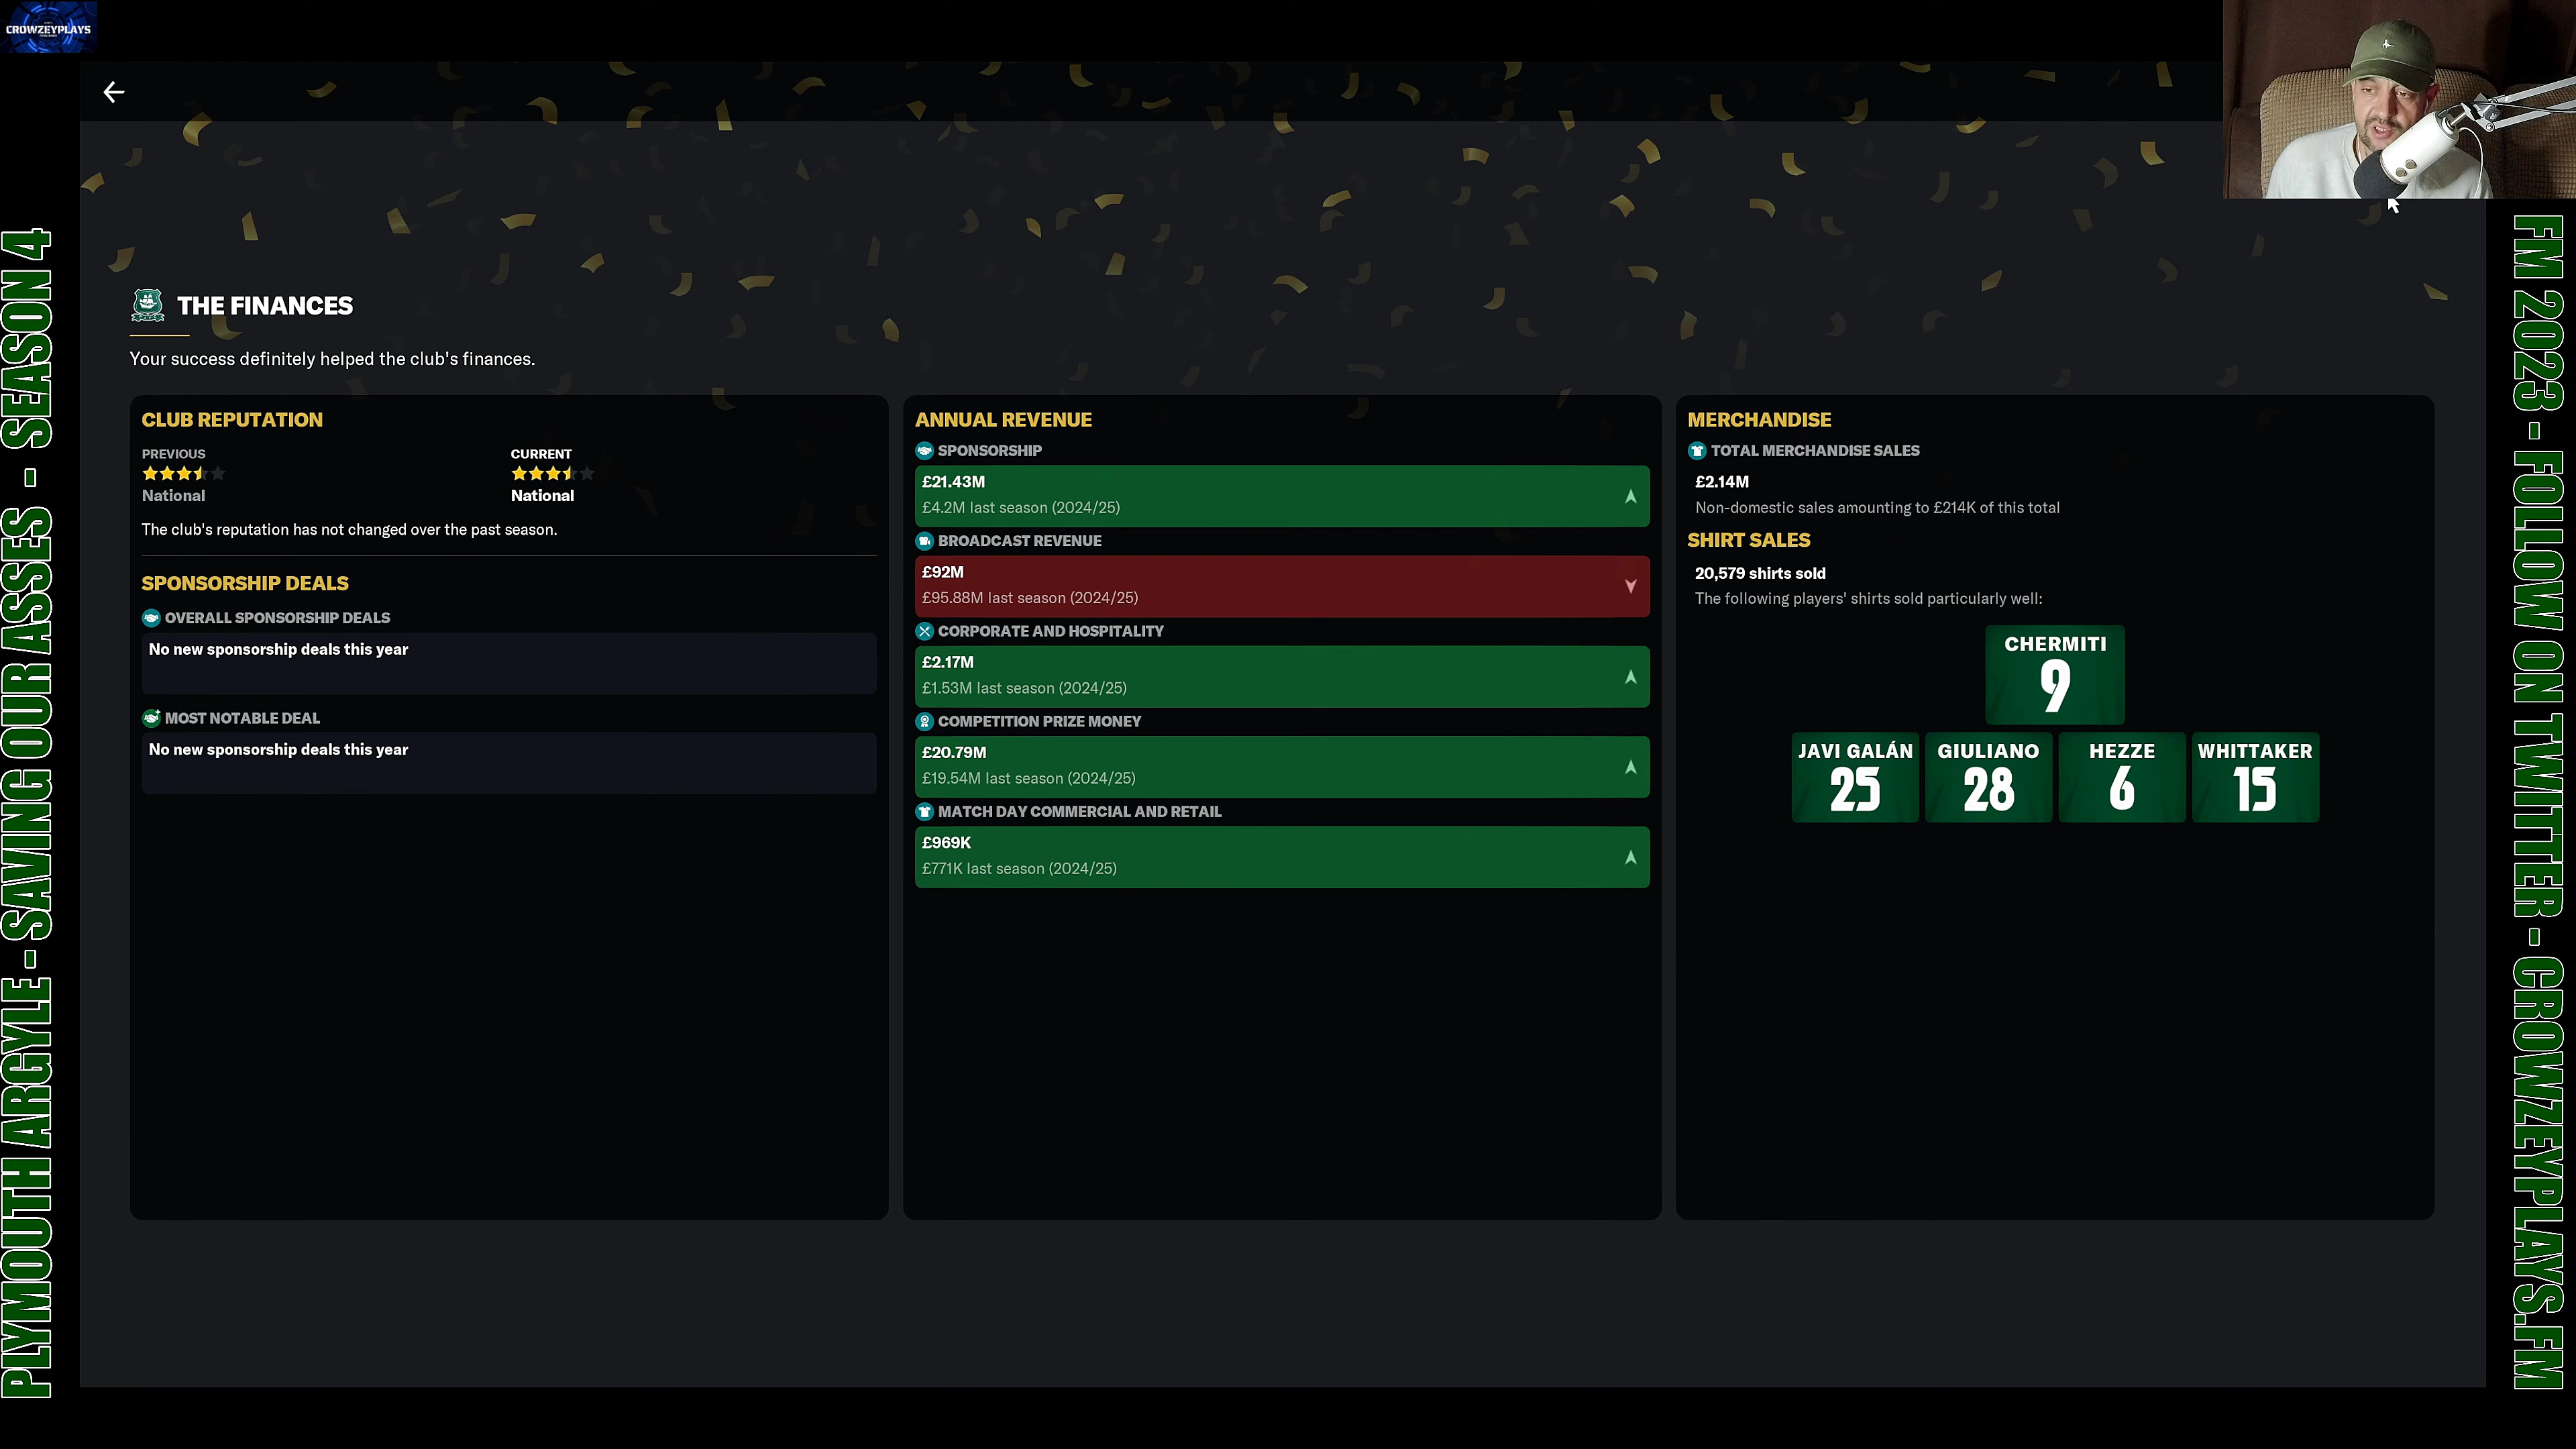 CROWZEYPLAYS
PLYMOUTH ARGYLE - SAVING OUR ASSES - SEASON 4
THE FINANCES
Your success definitely helped the club's finances.
CLUB REPUTATION
PREVIOUS
National
CURRENT
National
The club's reputation has not changed over the past season.
SPONSORSHIP DEALS
OVERALL SPONSORSHIP DEALS
No new sponsorship deals this year
MOST NOTABLE DEAL
No new sponsorship deals this year
ANNUAL REVENUE
SPONSORSHIP
£21.43M
£4.2M last season (2024/25)
BROADCAST REVENUE
£92M
£95.88M last season (2024/25)
CORPORATE AND HOSPITALITY
£2.17M
£1.53M last season (2024/25)
COMPETITION PRIZE MONEY
£20.79M
£19.54M last season (2024/25)
MATCH DAY COMMERCIAL AND RETAIL
£969K
£771K last season (2024/25)
MERCHANDISE
TOTAL MERCHANDISE SALES
£2.14M
Non-domestic sales amounting to £214K of this total
SHIRT SALES
20,579 shirts sold
The following players' shirts sold particularly well:
CHERMITI
9
JAVI GALÁN
25
GIULIANO
28
HEZZE
6
WHITTAKER
15
FM 2023 - FOLLOW ON TWITTER - CROWZEYPLAYS.FM